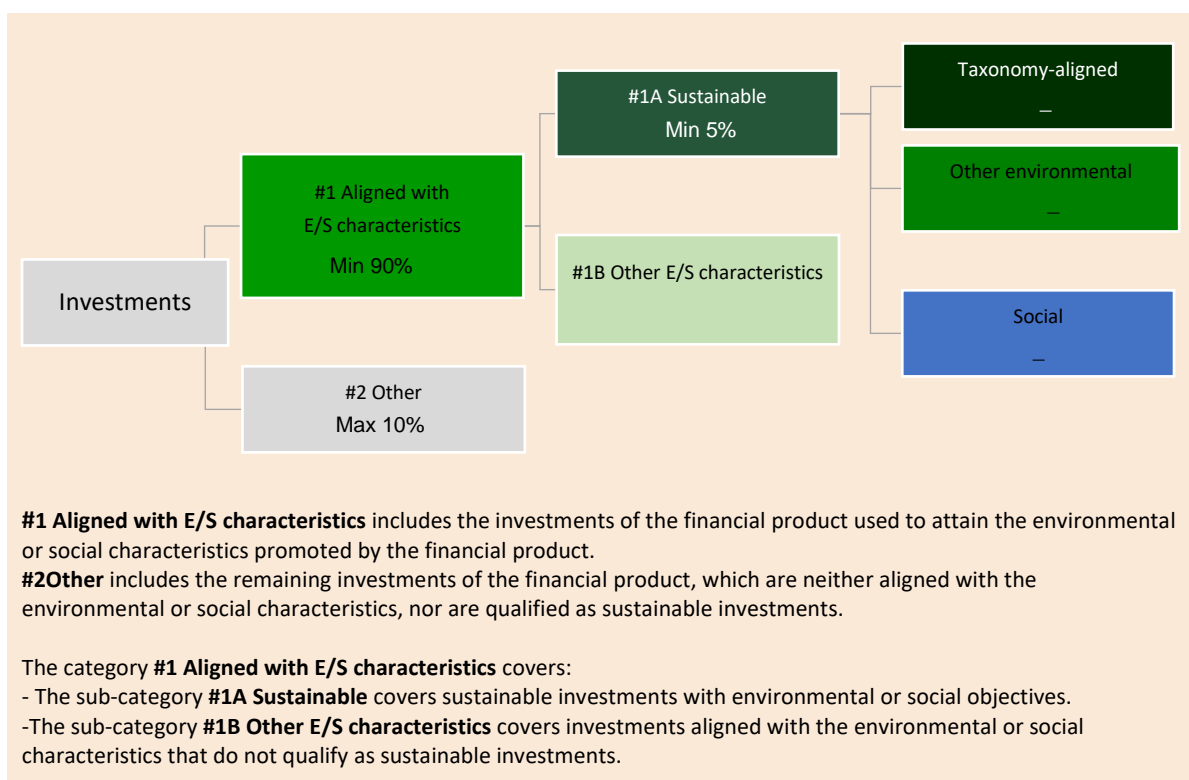 Investments
#1 Aligned with
E/S characteristics
Min 90%
#2 Other
Max 10%
#1A Sustainable
Min 5%
#1B Other E/S characteristics
Taxonomy-aligned
_
Other environmental
_
Social
_
#1 Aligned with E/S characteristics includes the investments of the financial product used to attain the environmental
or social characteristics promoted by the financial product.
#2Other includes the remaining investments of the financial product, which are neither aligned with the
environmental or social characteristics, nor are qualified as sustainable investments.
The category #1 Aligned with E/S characteristics covers:
- The sub-category #1A Sustainable covers sustainable investments with environmental or social objectives.
-The sub-category #1B Other E/S characteristics covers investments aligned with the environmental or social
characteristics that do not qualify as sustainable investments.